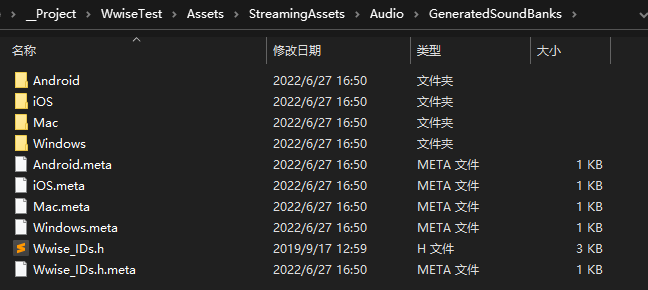 __Project > WwiseTest > Assets > StreamingAssets > Audio > GeneratedSoundBanks >
名称 修改日期 类型 大小
Android 2022/6/27 16:50 文件夹
iOS 2022/6/27 16:50 文件夹
Mac 2022/6/27 16:50 文件夹
Windows 2022/6/27 16:50 文件夹
Android.meta 2022/6/27 16:50 META 文件 1 KB
iOS.meta 2022/6/27 16:50 META 文件 1 KB
Mac.meta 2022/6/27 16:50 META 文件 1 KB
Windows.meta 2022/6/27 16:50 META 文件 1 KB
Wwise_IDs.h 2019/9/17 12:59 H 文件 3 KB
Wwise_IDs.h.meta 2022/6/27 16:50 META 文件 1 KB